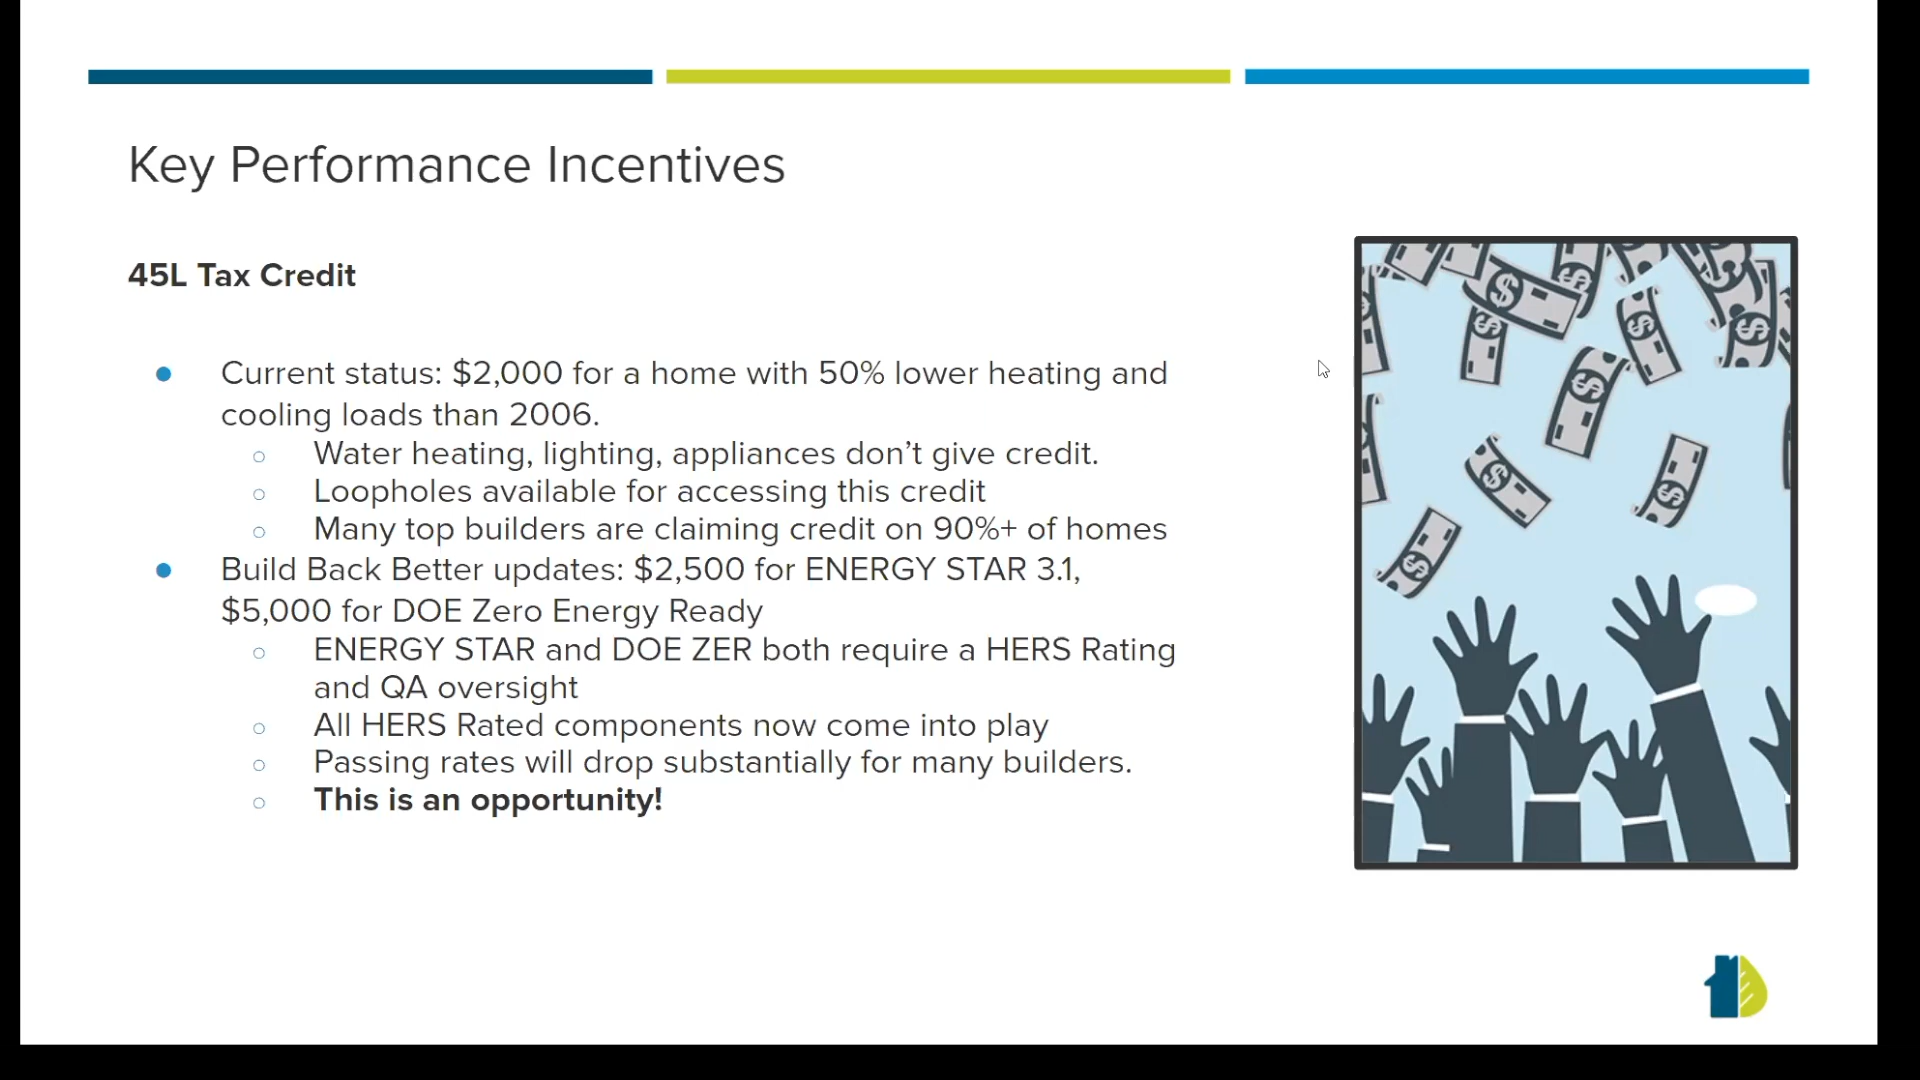 Key Performance Incentives
45L Tax Credit
● Current status: $2,000 for a home with 50% lower heating and
cooling loads than 2006.
○ Water heating, lighting, appliances don’t give credit.
○ Loopholes available for accessing this credit
○ Many top builders are claiming credit on 90%+ of homes
● Build Back Better updates: $2,500 for ENERGY STAR 3.1,
$5,000 for DOE Zero Energy Ready
○ ENERGY STAR and DOE ZER both require a HERS Rating
and QA oversight
○ All HERS Rated components now come into play
○ Passing rates will drop substantially for many builders.
○ This is an opportunity!